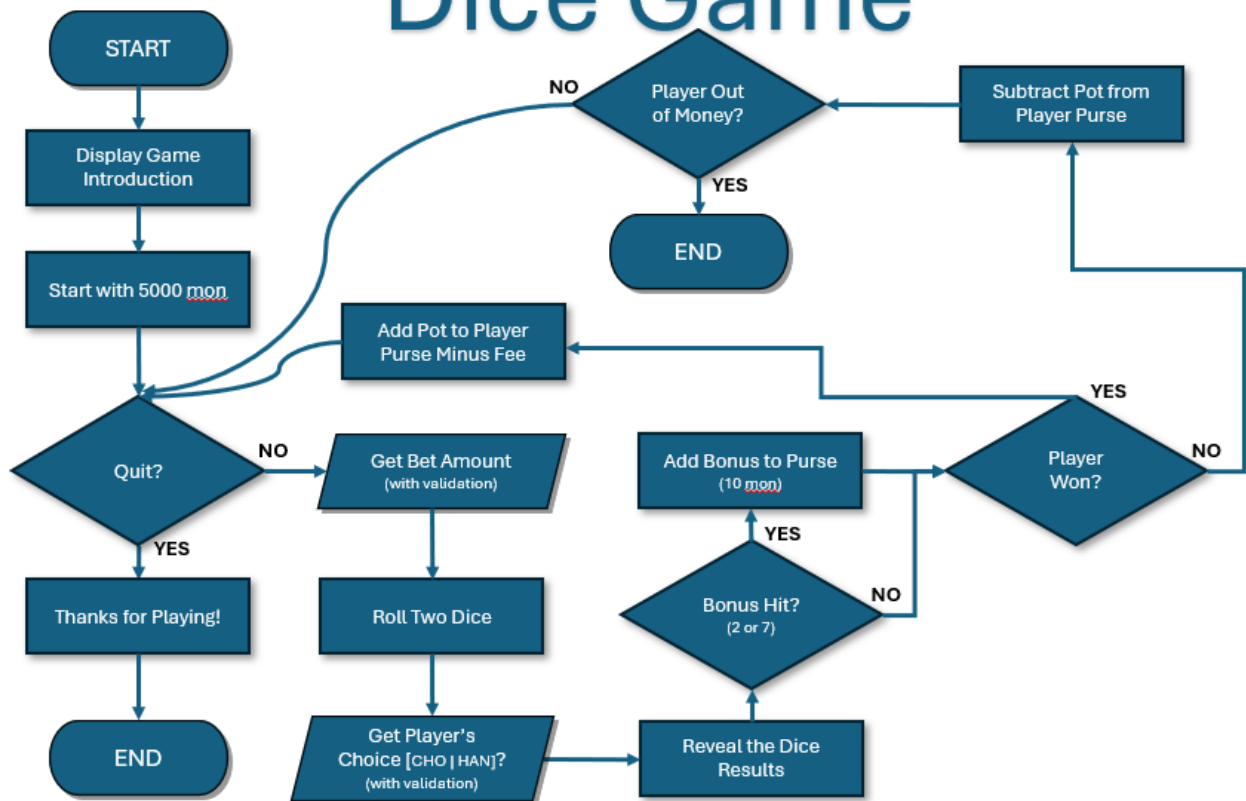 Dice Game
START
Display Game
Introduction
Start with 5000 mon
Quit?
NO
YES
Thanks for Playing!
END
Get Bet Amount
(with validation)
Roll Two Dice
Get Player's
Choice [CHO | HAN]?
(with validation)
Reveal the Dice
Results
Bonus Hit?
(2 or 7)
YES
NO
Add Bonus to Purse
(10 mon)
Player
Won?
YES
NO
Add Pot to Player
Purse Minus Fee
Subtract Pot from
Player Purse
Player Out
of Money?
NO
YES
END